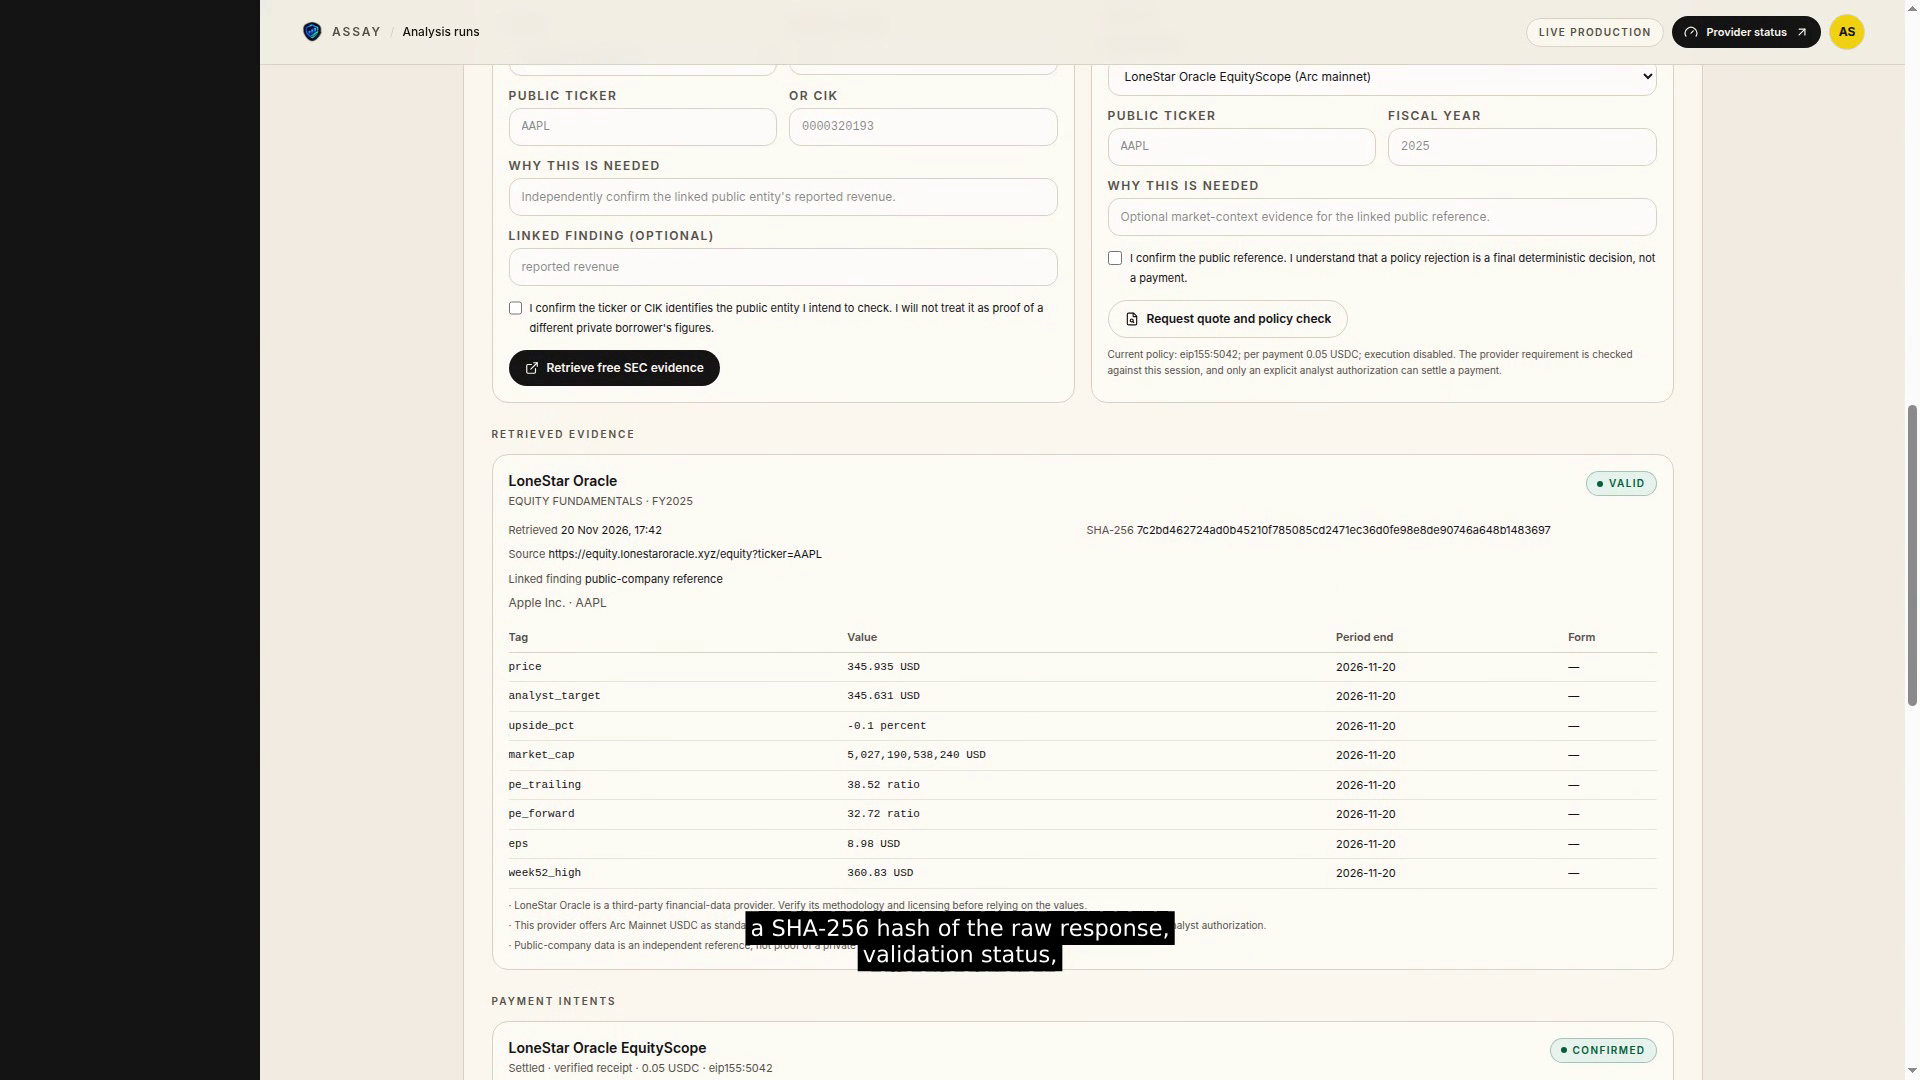 ASSAY / Analysis runs
LIVE PRODUCTION
Provider status
AS
PUBLIC TICKER
OR CIK
AAPL
0000320193
WHY THIS IS NEEDED
Independently confirm the linked public entity's reported revenue.
LINKED FINDING (OPTIONAL)
reported revenue
I confirm the ticker or CIK identifies the public entity I intend to check. I will not treat it as proof of a
different private borrower's figures.
Retrieve free SEC evidence
LoneStar Oracle EquityScope (Arc mainnet)
PUBLIC TICKER
FISCAL YEAR
AAPL
2025
WHY THIS IS NEEDED
Optional market-context evidence for the linked public reference.
I confirm the public reference. I understand that a policy rejection is a final deterministic decision, not
a payment.
Request quote and policy check
Current policy: eip155:5042; per payment 0.05 USDC; execution disabled. The provider requirement is checked
against this session, and only an explicit analyst authorization can settle a payment.
RETRIEVED EVIDENCE
LoneStar Oracle
VALID
EQUITY FUNDAMENTALS · FY2025
Retrieved 20 Nov 2026, 17:42
SHA-256 7c2bd462724ad0b45210f785085cd2471ec36d0fe98e8de90746a648b1483697
Source https://equity.lonestaroracle.xyz/equity?ticker=AAPL
Linked finding public-company reference
Apple Inc. · AAPL
Tag Value Period end Form
price 345.935 USD 2026-11-20 —
analyst_target 345.631 USD 2026-11-20 —
upside_pct -0.1 percent 2026-11-20 —
market_cap 5,027,190,538,240 USD 2026-11-20 —
pe_trailing 38.52 ratio 2026-11-20 —
pe_forward 32.72 ratio 2026-11-20 —
eps 8.98 USD 2026-11-20 —
week52_high 360.83 USD 2026-11-20 —
· LoneStar Oracle is a third-party financial-data provider. Verify its methodology and licensing before relying on the values.
· This provider offers Arc Mainnet USDC as alyst authorization.
· Public-company data is an independent reference, not proof of a private
a SHA-256 hash of the raw response,
validation status,
PAYMENT INTENTS
LoneStar Oracle EquityScope
CONFIRMED
Settled · verified receipt · 0.05 USDC · eip155:5042